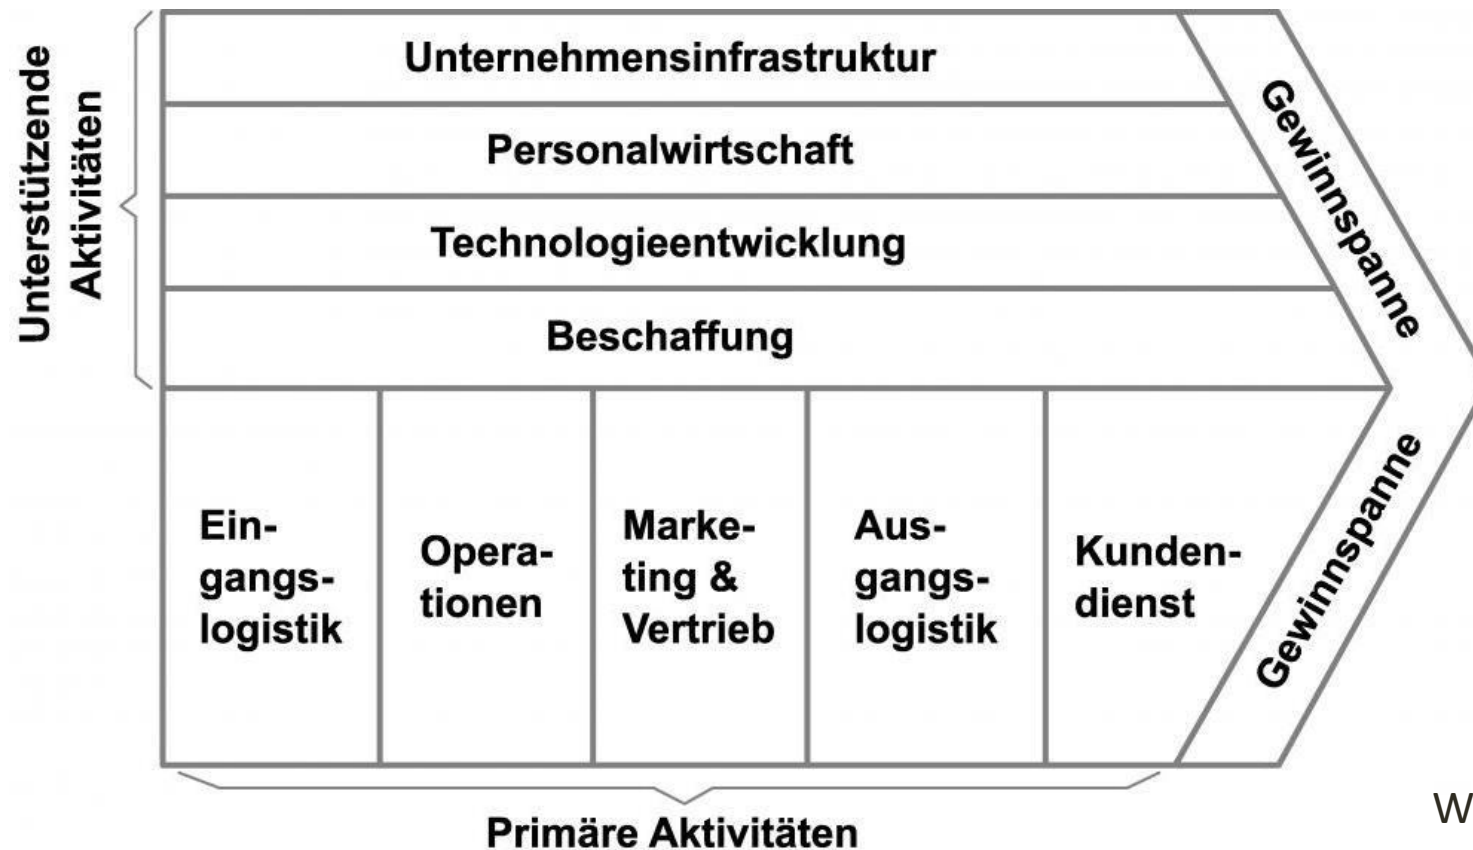 Unterstützende
Aktivitäten
Unternehmensinfrastruktur
Personalwirtschaft
Technologieentwicklung
Beschaffung
Gewinnspanne
Ein-
gangs-
logistik
Opera-
tionen
Marke-
ting &
Vertrieb
Aus-
gangs-
logistik
Kunden-
dienst
Gewinnspanne
Primäre Aktivitäten
W